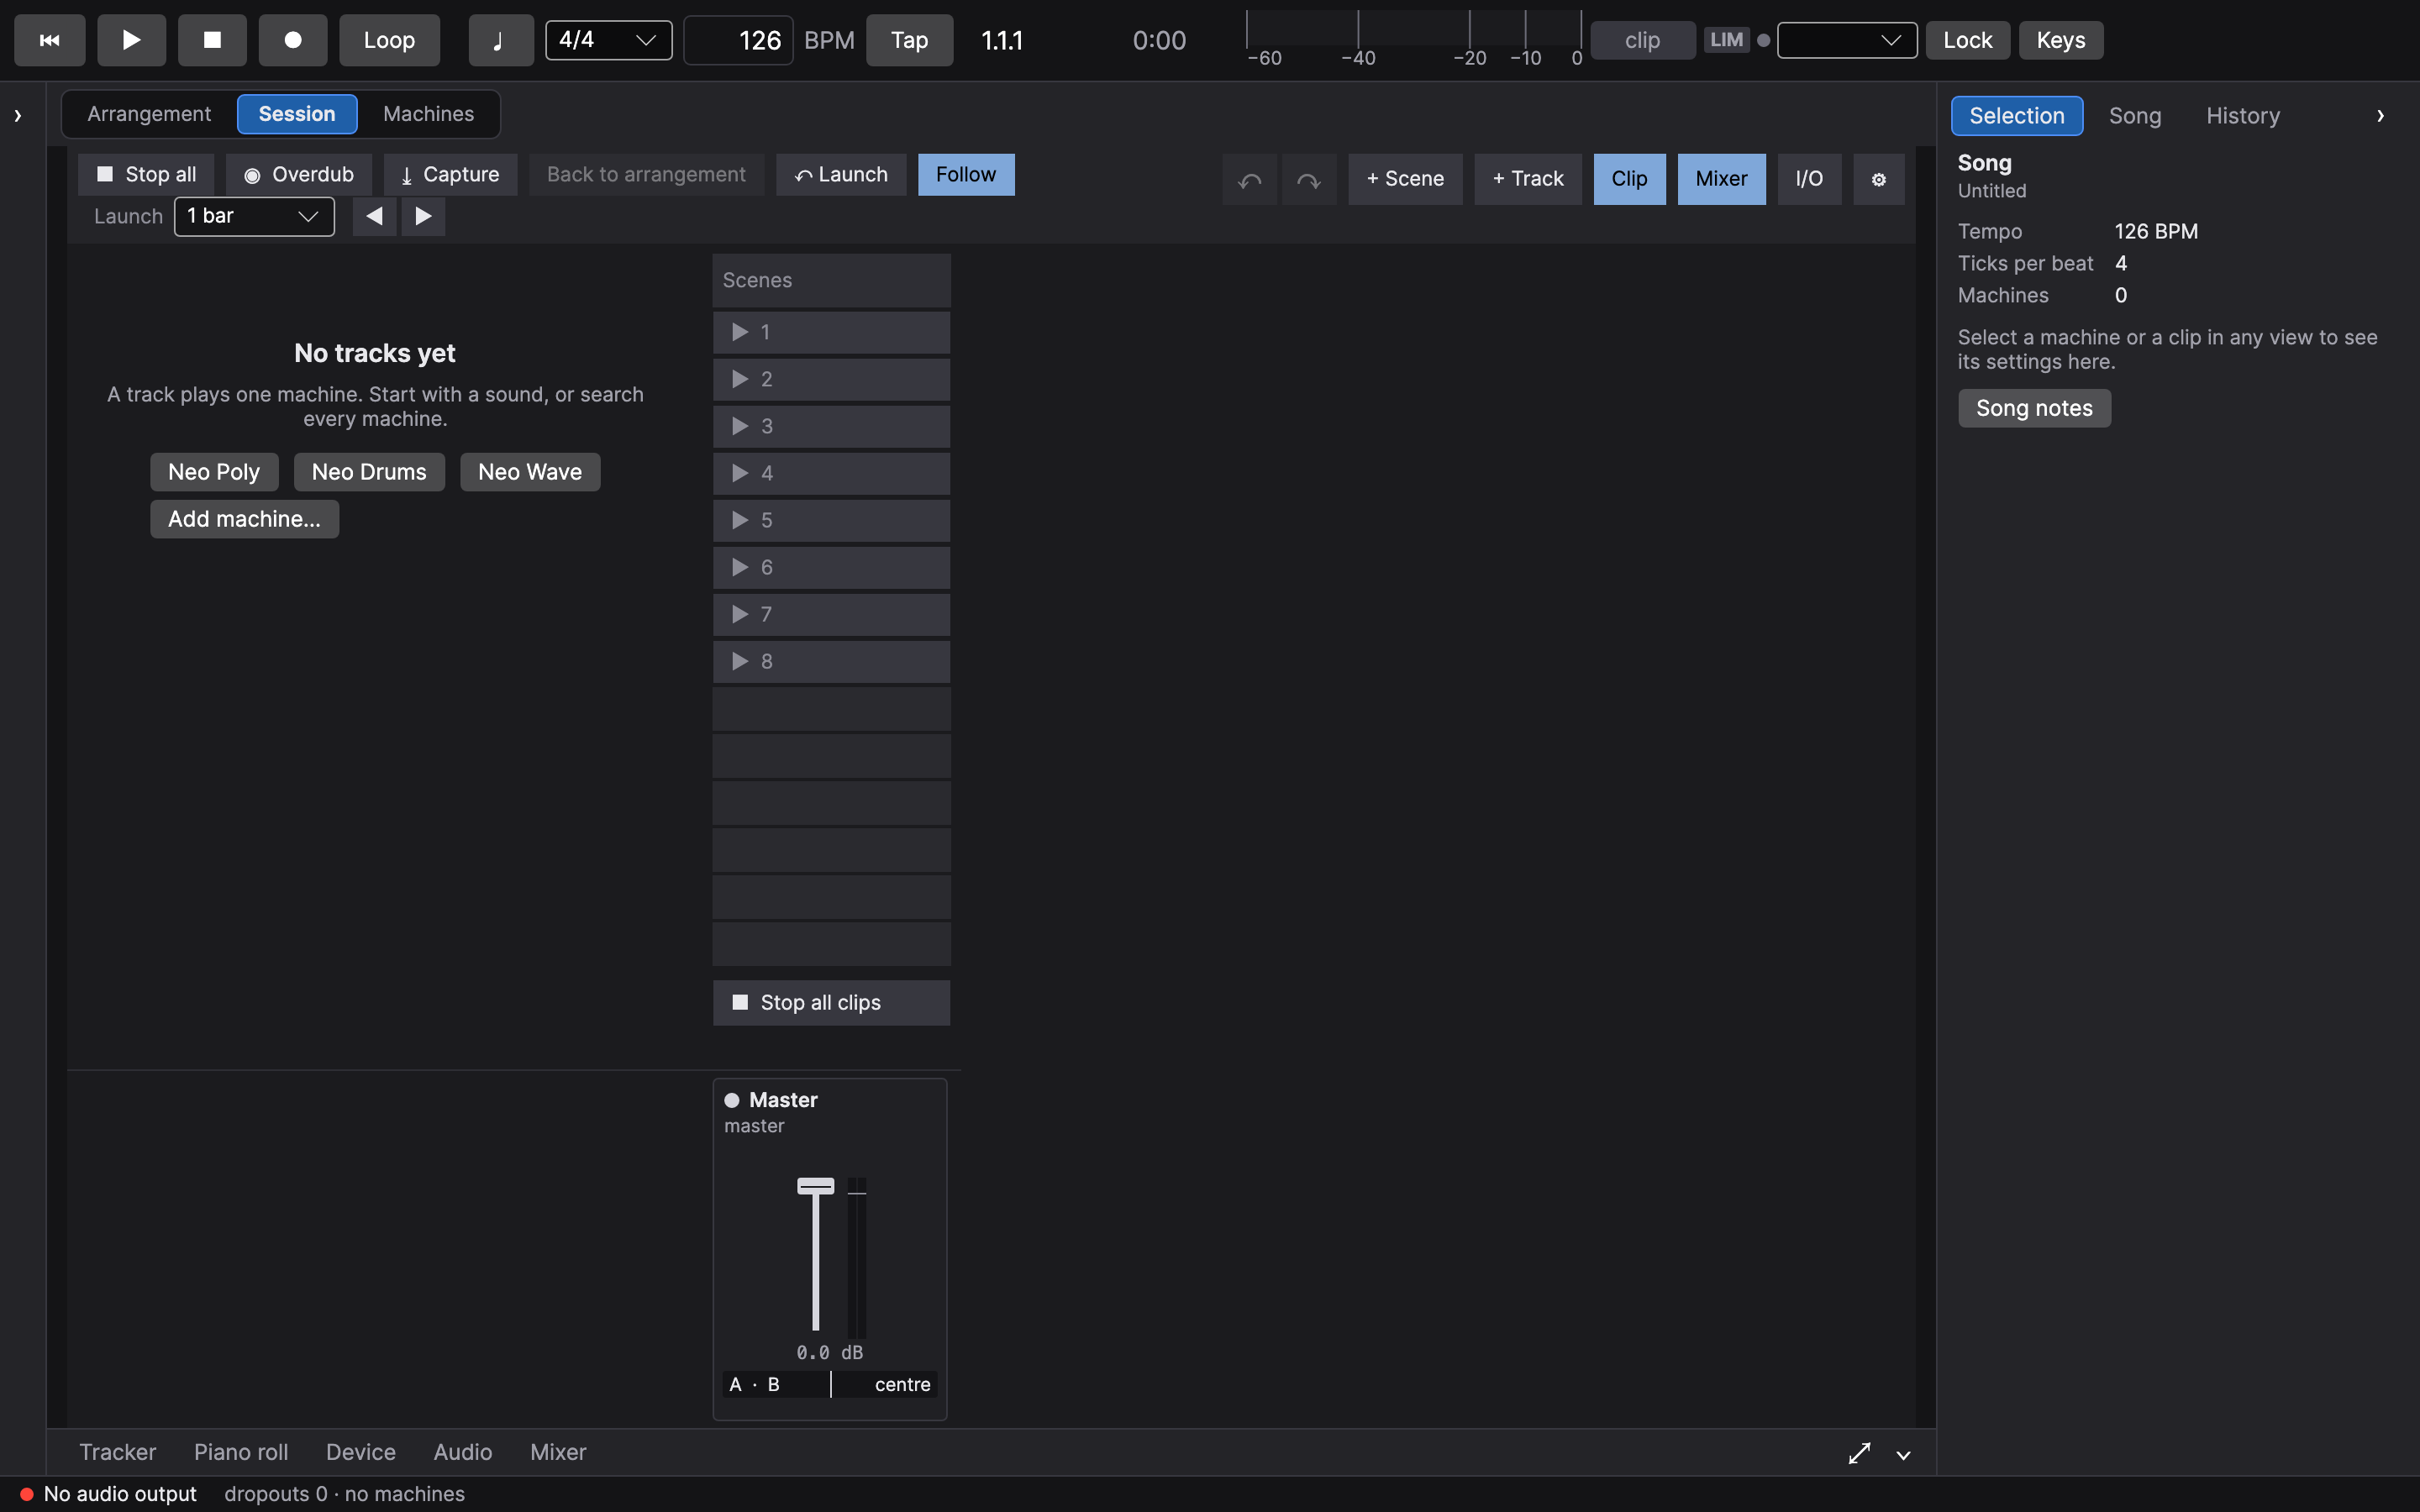 Loop 4/4 126 BPM Tap 1.1.1 0:00 −60 −40 −20 −10 0 clip LIM Lock Keys
Arrangement Session Machines
Stop all Overdub Capture Back to arrangement Launch Follow
Launch 1 bar
+ Scene + Track Clip Mixer I/O
Scenes
No tracks yet
A track plays one machine. Start with a sound, or search
every machine.
Neo Poly Neo Drums Neo Wave
Add machine...
1
2
3
4
5
6
7
8
Stop all clips
Master
master
0.0 dB
A · B centre
Selection Song History
Song
Untitled
Tempo 126 BPM
Ticks per beat 4
Machines 0
Select a machine or a clip in any view to see
its settings here.
Song notes
Tracker Piano roll Device Audio Mixer
No audio output dropouts 0 · no machines